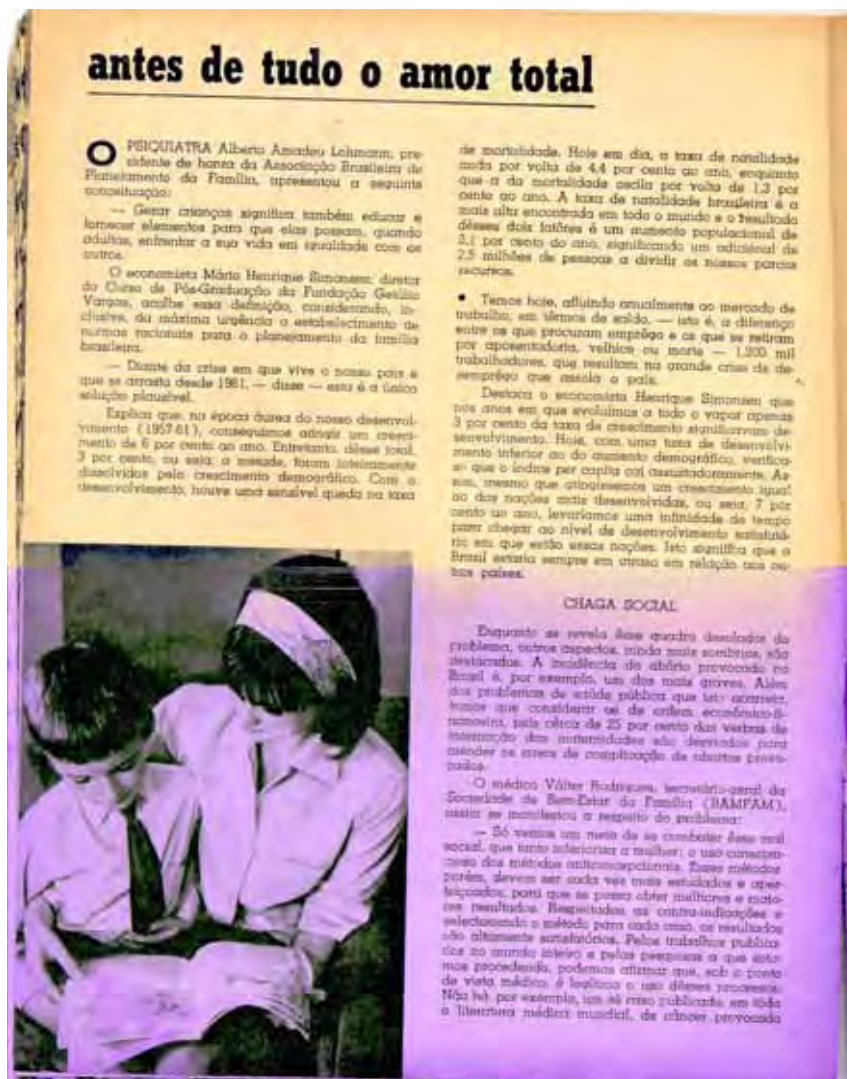 antes de tudo o amor total
O PSIQUIATRA Alberto Amadeu Lohmann, pre-
sidente de honra da Associação Brasileira de
Planejamento da Família, apresentou a seguinte
conceituação:
— Gerar crianças significa também educar e
fornecer elementos para que elas possam, quando
adultas, enfrentar a sua vida em igualdade com os
outros.
O economista Mário Henrique Simonsen, diretor
do Curso de Pós-Graduação da Fundação Getúlio
Vargas, acolhe essa definição, considerando, in-
clusive, da máxima urgência o estabelecimento de
normas racionais para o planejamento da família
brasileira.
— Diante da crise em que vive o nosso país e
que se arrasta desde 1961, — disse — esta é a única
solução plausível.
Explica que, na época áurea do nosso desenvol-
vimento (1957-61), conseguimos atingir um cresci-
mento de 6 por cento ao ano. Entretanto, dêsse total,
3 por cento, ou seja, a metade, foram inteiramente
dissolvidos pelo crescimento demográfico. Com o
desenvolvimento, houve uma sensível queda na taxa
de mortalidade. Hoje em dia, a taxa de natalidade
anda por volta de 4,4 por cento ao ano, enquanto
que a da mortalidade oscila por volta de 1,3 por
cento ao ano. A taxa de natalidade brasileira é a
mais alta encontrada em todo o mundo e o resultado
dêsses dois fatôres é um aumento populacional de
3,1 por cento do ano, significando um adicional de
2,5 milhões de pessoas a dividir os nossos parcos
recursos.
• Temos hoje, afluindo anualmente ao mercado de
trabalho, em têrmos de saldo, — isto é, a diferença
entre os que procuram emprêgo e os que se retiram
por aposentadoria, velhice ou morte — 1.200 mil
trabalhadores, que resultam na grande crise de de-
semprêgo que assola o país.
Destaca o economista Henrique Simonsen que
nos anos em que evoluímos a todo o vapor apenas
3 por cento da taxa de crescimento significaram de-
senvolvimento. Hoje, com uma taxa de desenvolvi-
mento inferior ao do aumento demográfico, verifica-
se que o índice per capita cai assustadoramente. As-
sim, mesmo que atingíssemos um crescimento igual
ao das nações mais desenvolvidas, ou seja, 7 por
cento ao ano, levaríamos uma infinidade de tempo
para chegar ao nível de desenvolvimento satisfató-
rio em que estão essas nações. Isto significa que o
Brasil estaria sempre em atraso em relação aos ou-
tros países.
CHAGA SOCIAL
Enquanto se revela êsse quadro desolador do
problema, outros aspectos, ainda mais sombrios, são
destacados. A incidência do abôrto provocado no
Brasil é, por exemplo, um dos mais graves. Além
dos problemas de saúde pública que isto acarreta,
temos que considerar os de ordem econômico-fi-
nanceira, pois cêrca de 25 por cento das verbas de
internação das maternidades são desviados para
atender os casos de complicação de abortos provo-
cados.
O médico Válter Rodrigues, secretário-geral da
Sociedade de Bem-Estar da Família (BAMFAM),
assim se manifestou a respeito do problema:
— Só vemos um meio de se combater êsse mal
social, que tanto inferioriza a mulher: o uso
dos métodos anticoncepcionais. Êsses métodos
porém, devem ser cada vez mais estudados e aper-
feiçoados, para que se possa obter melhores e maio-
res resultados. Respeitadas as contra-indicações e
selecionando o método para cada caso, os resultados
são altamente satisfatórios. Pelos trabalhos publica-
dos no mundo inteiro e pelas pesquisas a que esta-
mos procedendo, podemos afirmar que, sob o ponto
de vista médico, é legítimo o uso dêsses processos.
Não há, por exemplo, um só caso publicado, em tôda
a literatura médica mundial, de câncer provocado